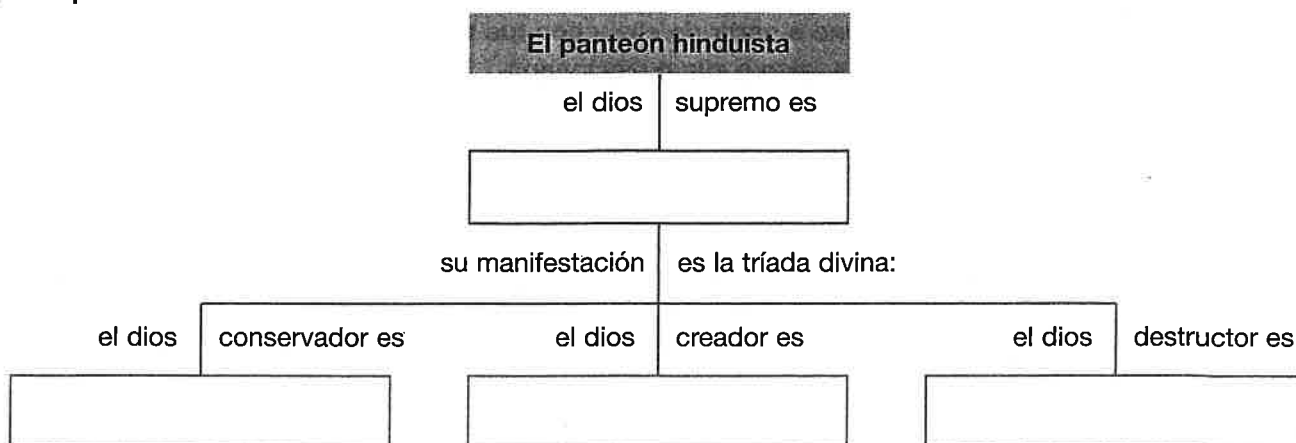 El panteón hinduista
el dios supremo es
su manifestación es la tríada divina:
el dios conservador es el dios creador es el dios destructor es